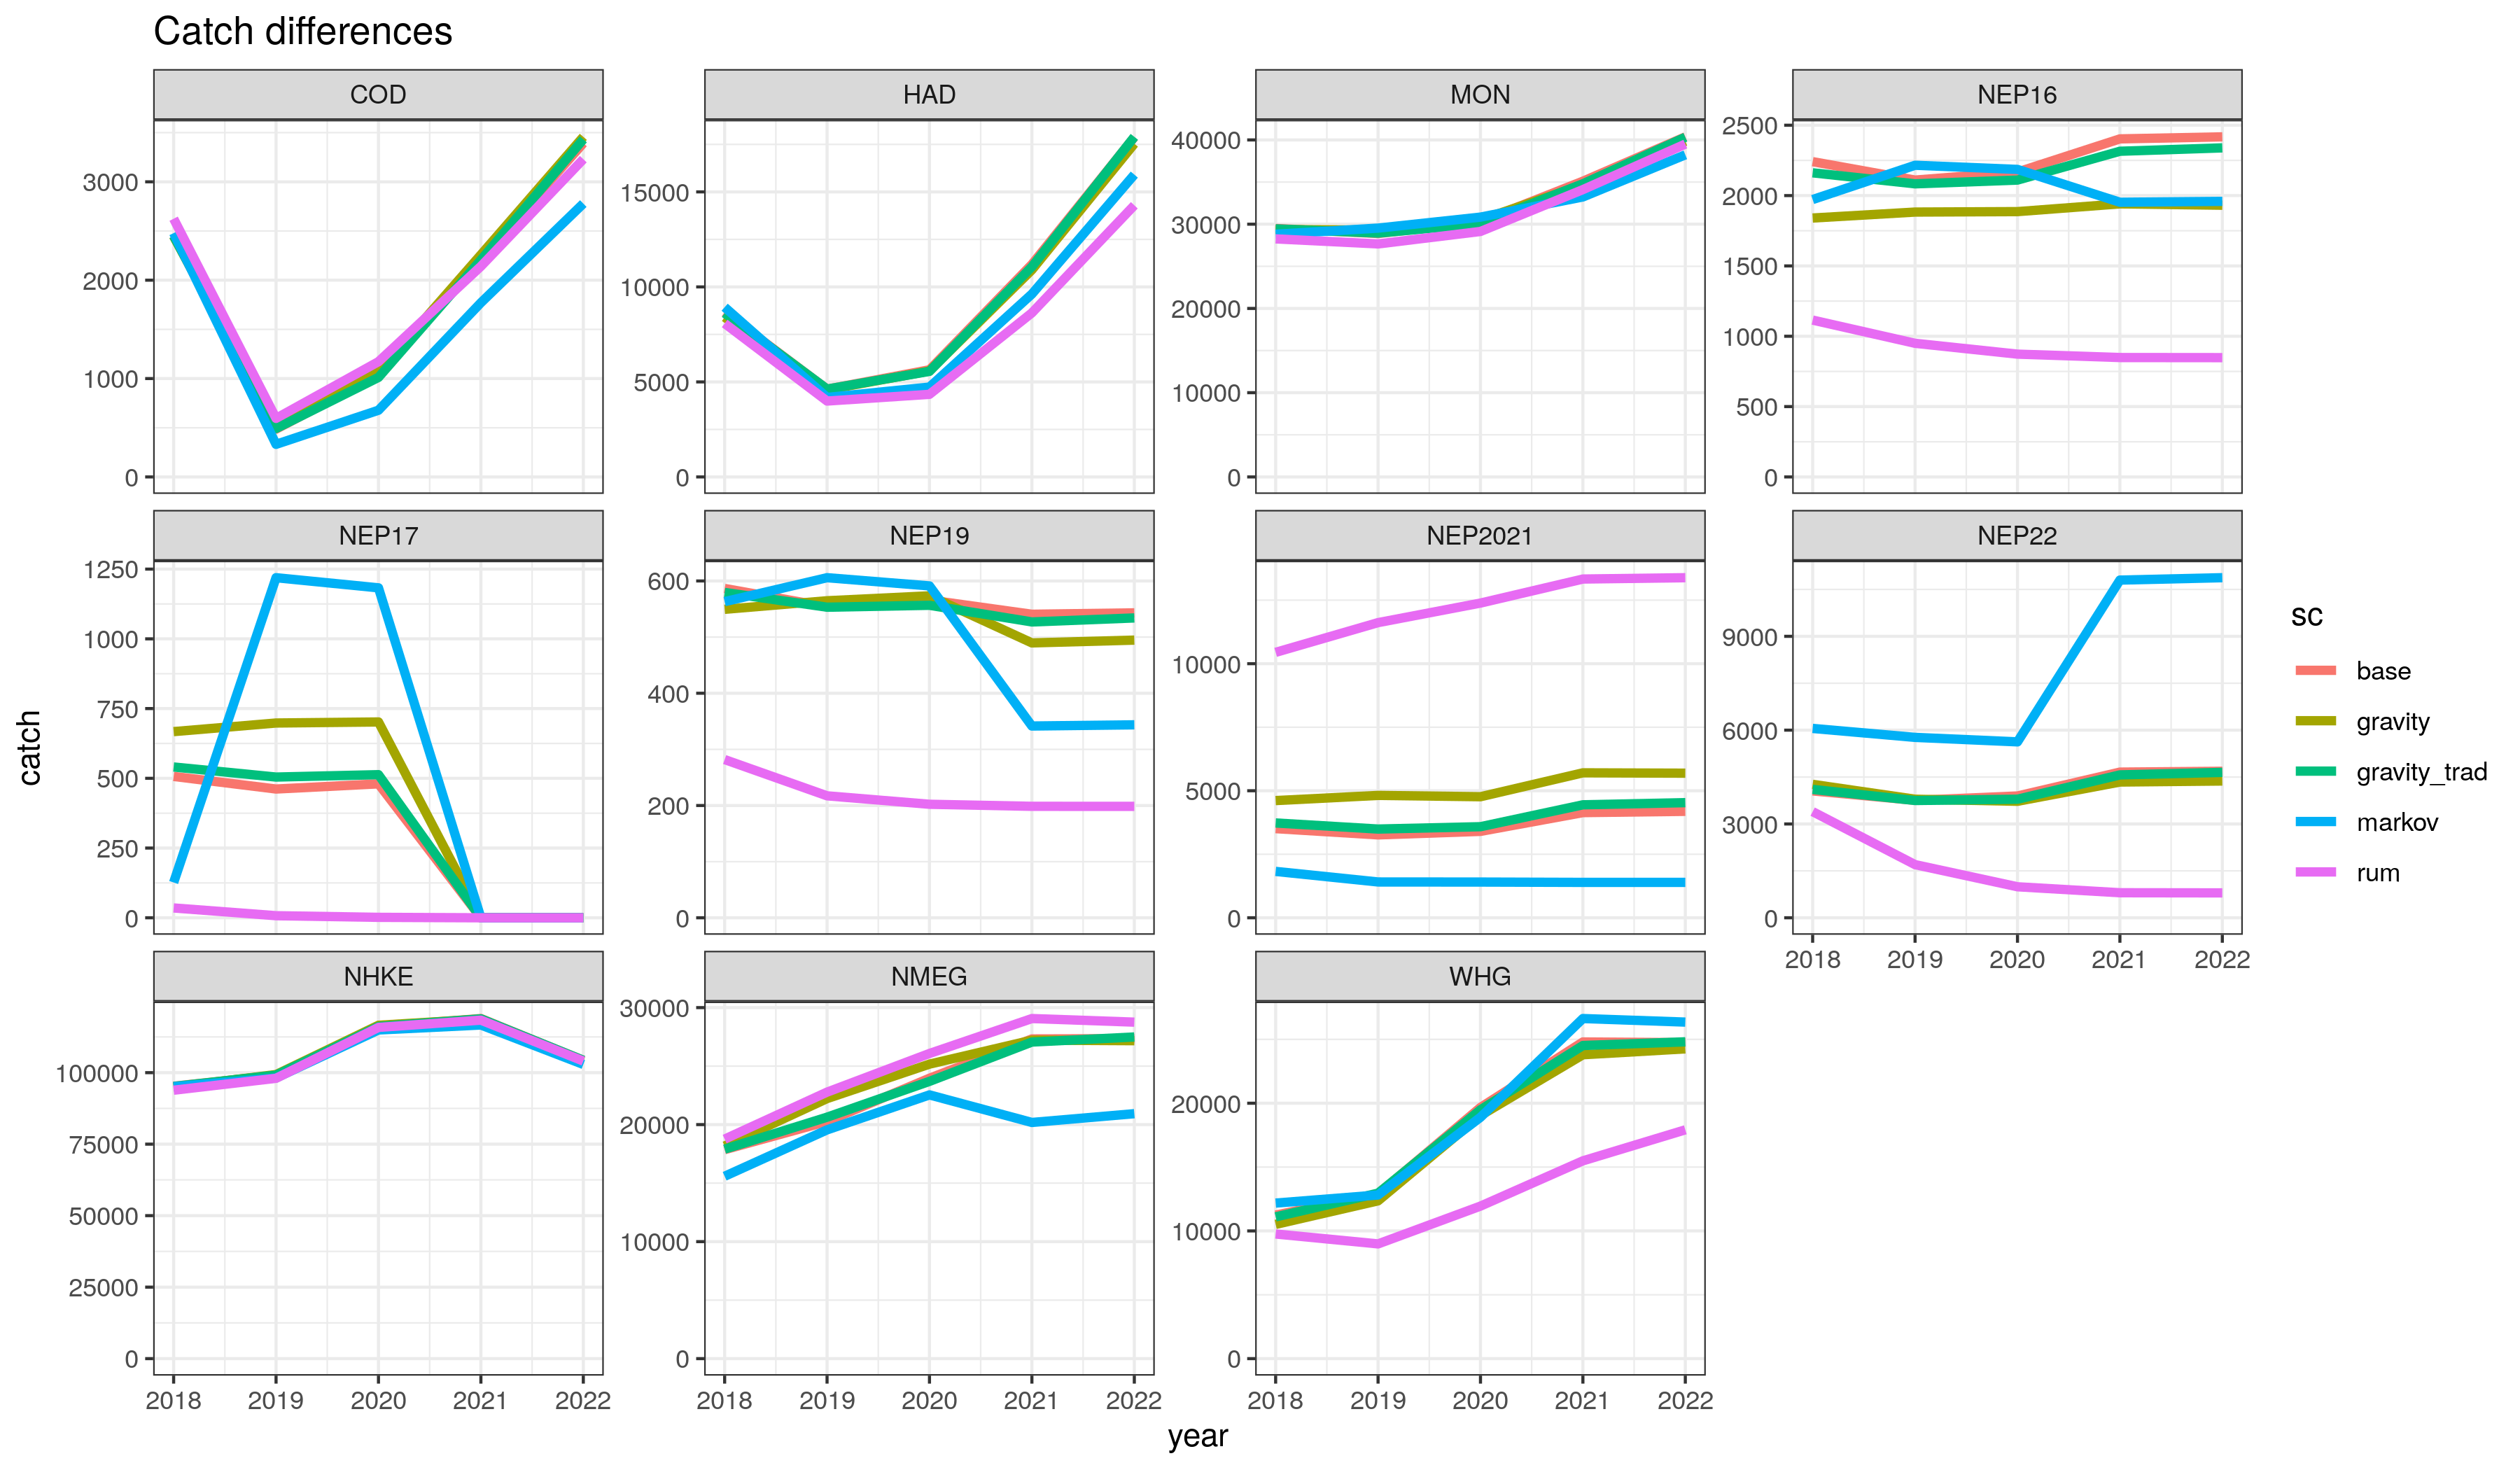 Catch differences
COD
HAD
MON
NEP16
3000
2000
1000
0
15000
10000
5000
0
40000
30000
20000
10000
0
2500
2000
1500
1000
500
0
NEP17
NEP19
NEP2021
NEP22
1250
1000
750
500
250
0
600
400
200
0
10000
5000
0
9000
6000
3000
0
2018 2019 2020 2021 2022
NHKE
NMEG
WHG
100000
75000
50000
25000
0
30000
20000
10000
0
20000
10000
0
2018 2019 2020 2021 2022
2018 2019 2020 2021 2022
2018 2019 2020 2021 2022
year
catch
sc
base
gravity
gravity_trad
markov
rum